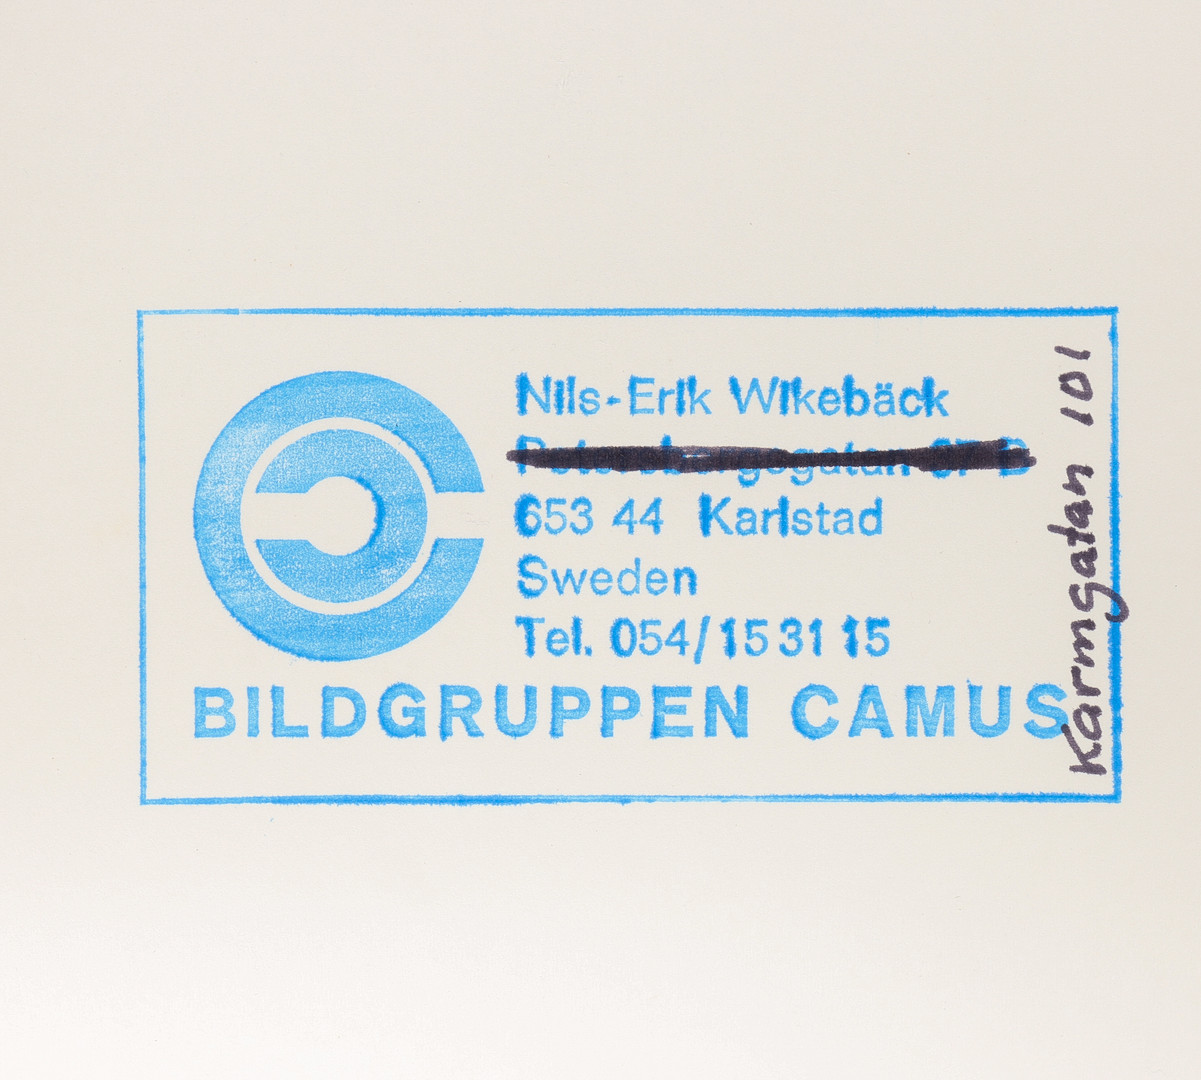 Nils-Erik Wikebäck
653 44 Karlstad
Sweden
Tel. 054/15 31 15
BILDGRUPPEN CAMUS
Karmgatan 101